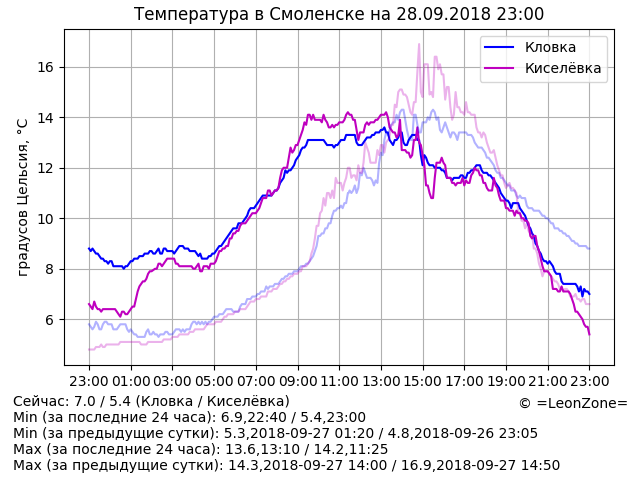 Температура в Смоленске на 28.09.2018 23:00
Кловка
Киселёвка
градусов Цельсия, °C
16
14
12
10
8
6
23:00 01:00 03:00 05:00 07:00 09:00 11:00 13:00 15:00 17:00 19:00 21:00 23:00
© =LeonZone=
Сейчас: 7.0 / 5.4 (Кловка / Киселёвка)
Min (за последние 24 часа): 6.9,22:40 / 5.4,23:00
Min (за предыдущие сутки): 5.3,2018-09-27 01:20 / 4.8,2018-09-26 23:05
Max (за последние 24 часа): 13.6,13:10 / 14.2,11:25
Max (за предыдущие сутки): 14.3,2018-09-27 14:00 / 16.9,2018-09-27 14:50